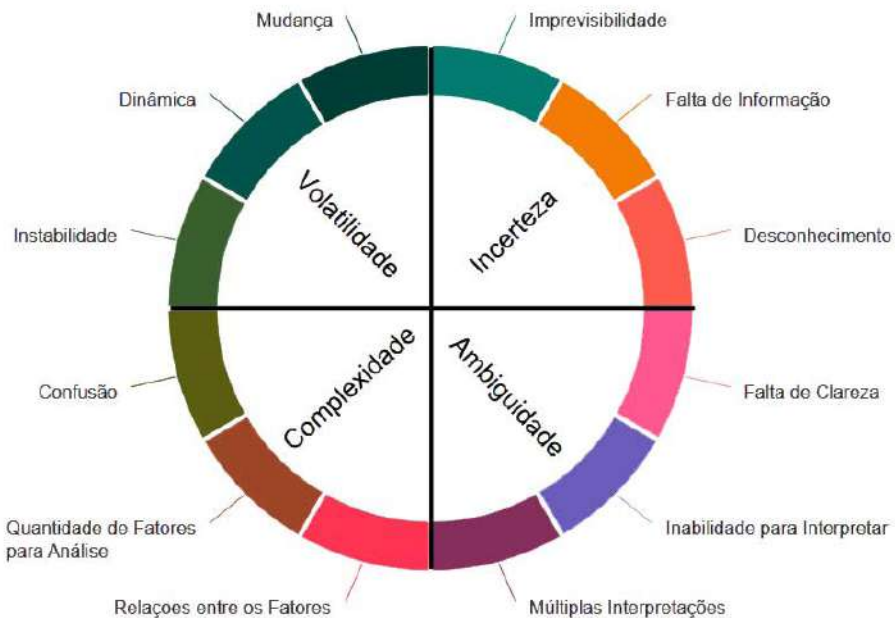 Mudança
Imprevisibilidade
Dinâmica
Falta de Informação
Volatilidade
Incerteza
Instabilidade
Desconhecimento
Complexidade
Ambiguidade
Confusão
Falta de Clareza
Quantidade de Fatores
para Análise
Inabilidade para Interpretar
Relaçoes entre os Fatores
Múltiplas Interpretações